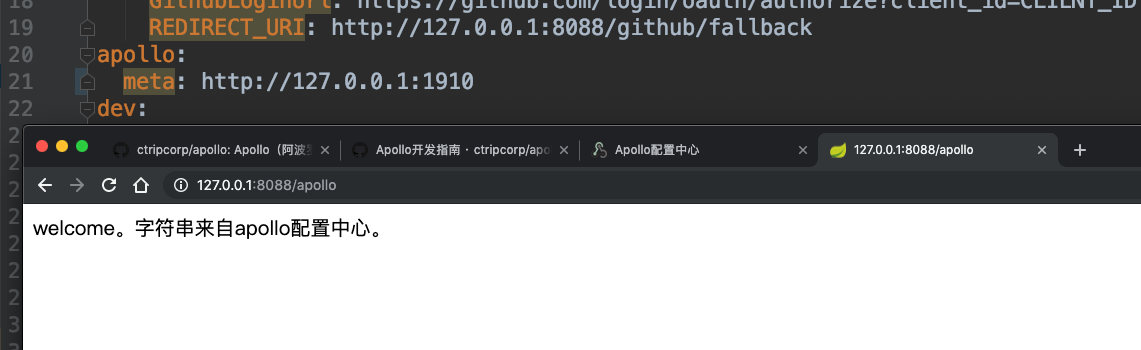 18 GithubLoginUrl: https://github.com/login/oauth/authorize?client_id=CLIENT_ID
19 REDIRECT_URI: http://127.0.0.1:8088/github/fallback
20 apollo:
21 meta: http://127.0.0.1:1910
22 dev:
ctripcorp/apollo: Apollo（阿波 Apollo开发指南 · ctripcorp/apo Apollo配置中心 127.0.0.1:8088/apollo
127.0.0.1:8088/apollo
welcome。字符串来自apollo配置中心。